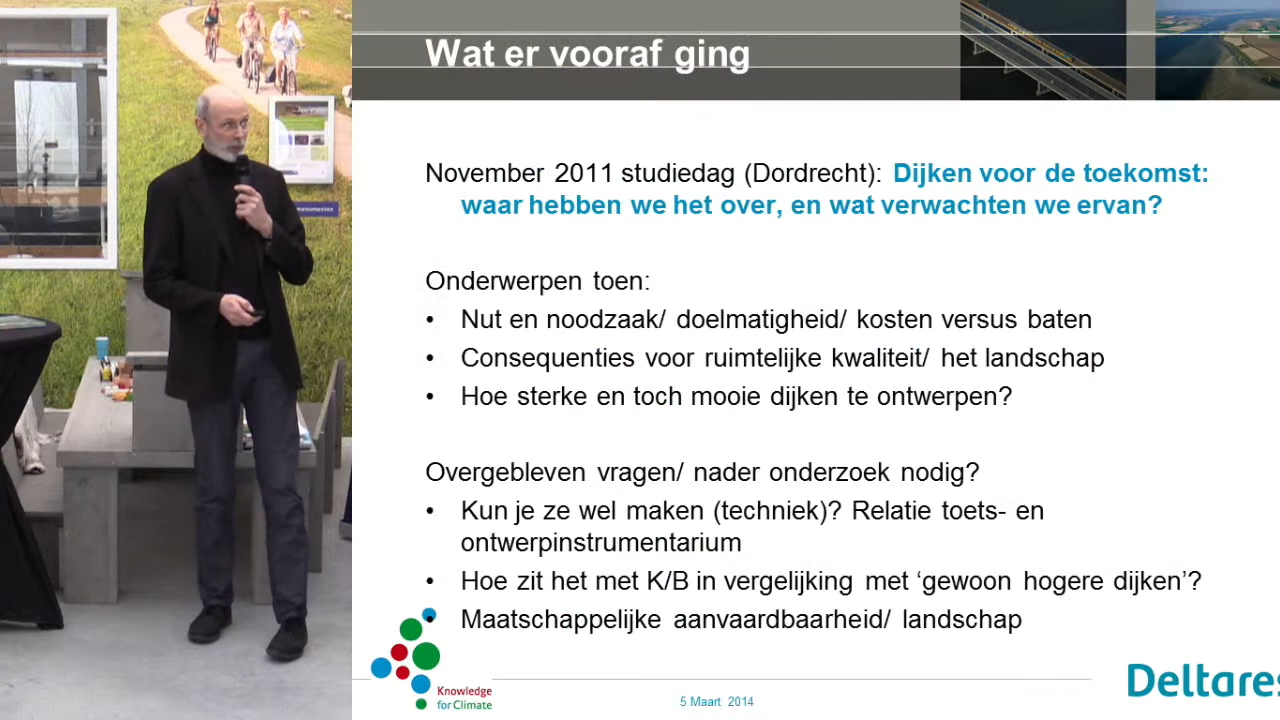 Wat er vooraf ging
November 2011 studiedag (Dordrecht): Dijken voor de toekomst:
waar hebben we het over, en wat verwachten we ervan?
Onderwerpen toen:
• Nut en noodzaak/ doelmatigheid/ kosten versus baten
• Consequenties voor ruimtelijke kwaliteit/ het landschap
• Hoe sterke en toch mooie dijken te ontwerpen?
Overgebleven vragen/ nader onderzoek nodig?
• Kun je ze wel maken (techniek)? Relatie toets- en
ontwerpinstrumentarium
• Hoe zit het met K/B in vergelijking met ‘gewoon hogere dijken’?
• Maatschappelijke aanvaardbaarheid/ landschap
Knowledge
for Climate
5 Maart 2014
Deltares